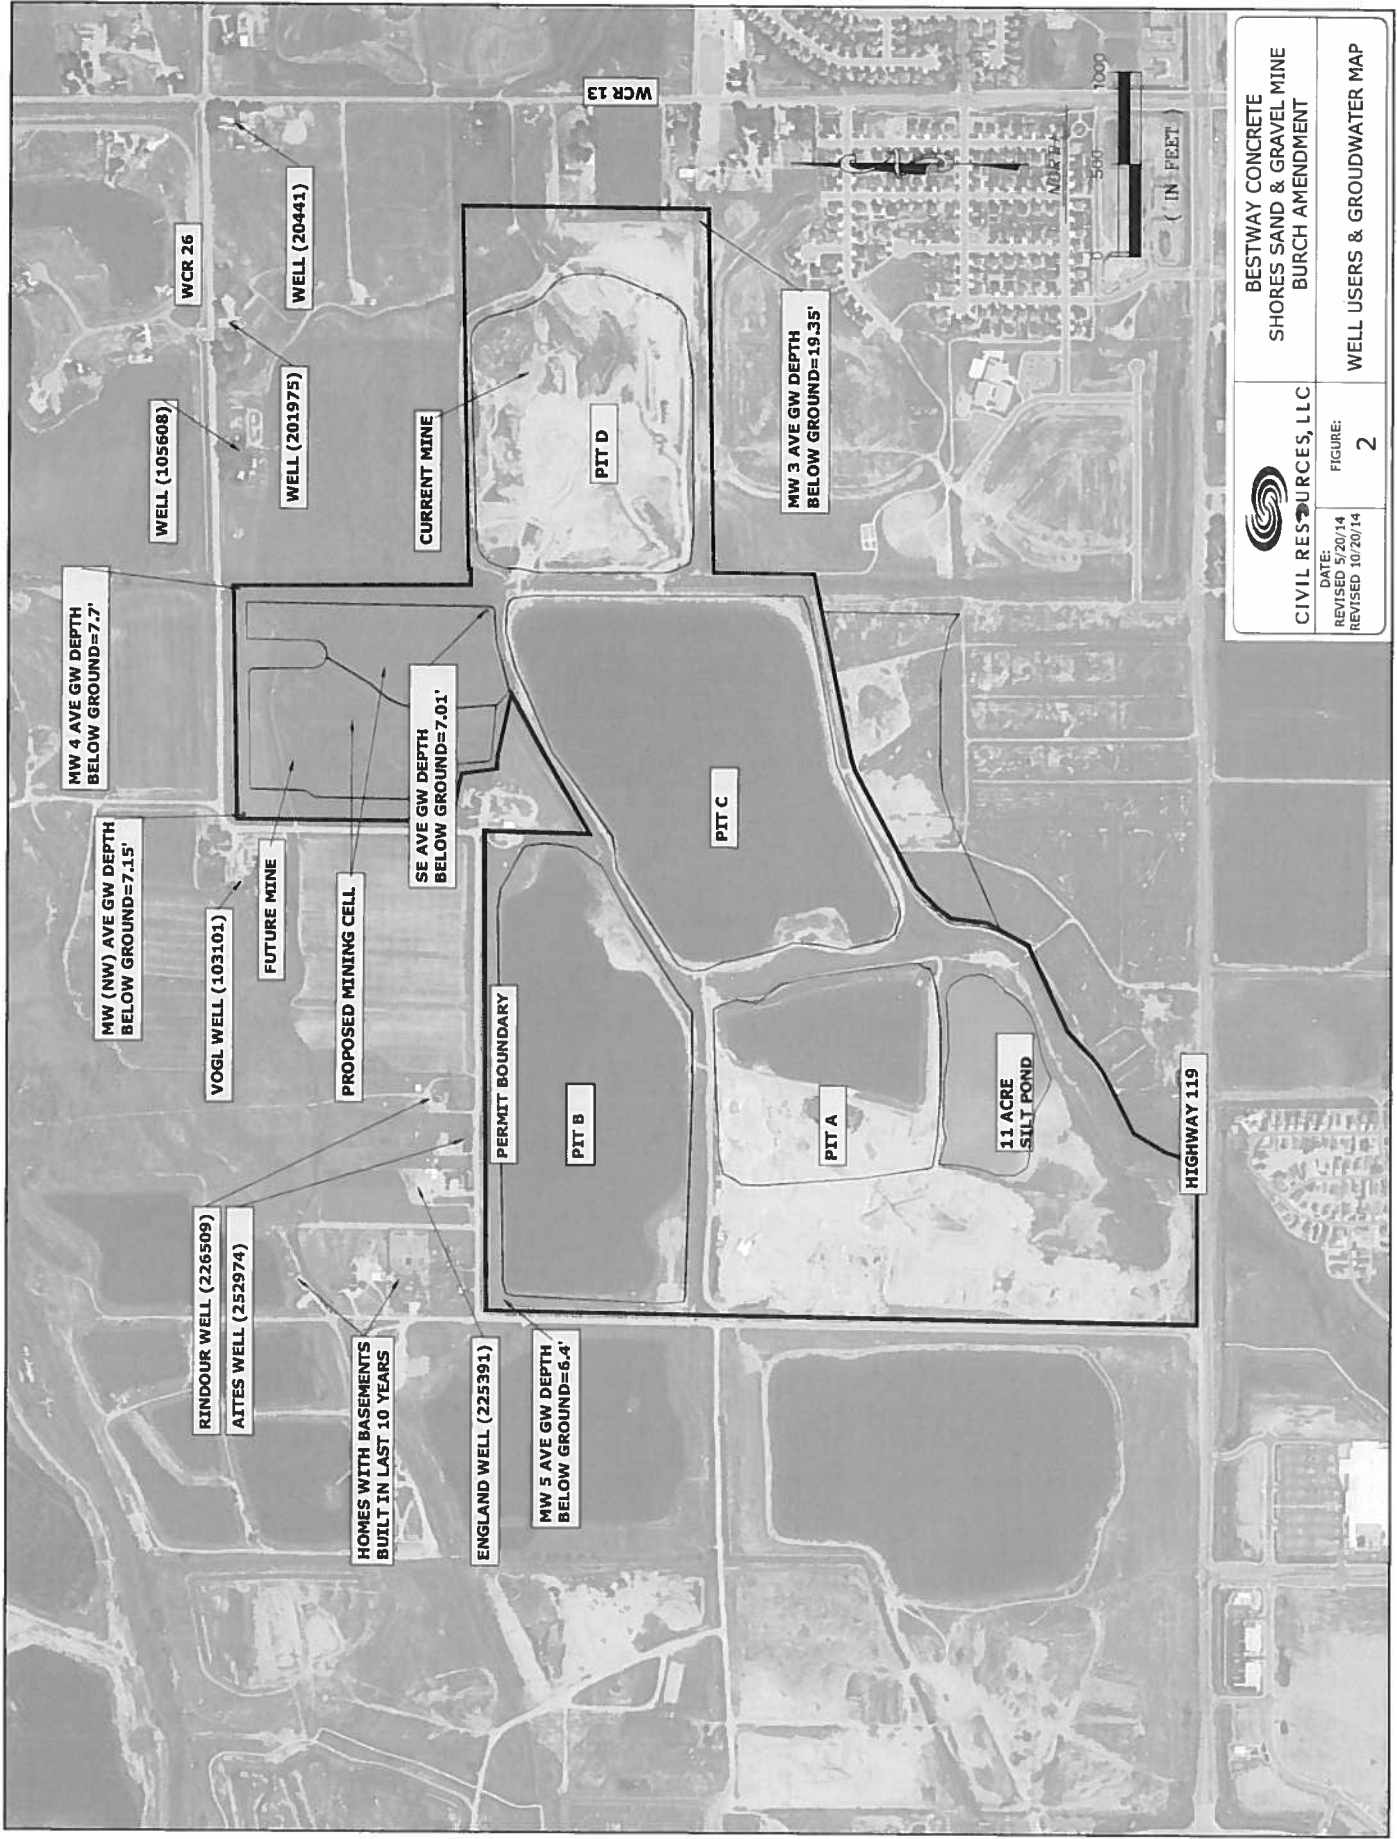 MW 4 AVE GW DEPTH
BELOW GROUND=7.7'
MW (NW) AVE GW DEPTH
BELOW GROUND=7.15'
WELL (105608)
WCR 26
VOGL WELL (103101)
RINDOUR WELL (226509)
AITES WELL (252974)
FUTURE MINE
WELL (201975)
WELL (20441)
PROPOSED MINING CELL
HOMES WITH BASEMENTS
BUILT IN LAST 10 YEARS
SE AVE GW DEPTH
BELOW GROUND=7.01'
CURRENT MINE
ENGLAND WELL (225391)
PERMIT BOUNDARY
MW 5 AVE GW DEPTH
BELOW GROUND=6.4'
PIT B
PIT D
WCR 13
PIT C
MW 3 AVE GW DEPTH
BELOW GROUND=19.35'
PIT A
11 ACRE
SILT POND
NORTH
0 500 1000
( IN FEET )
HIGHWAY 119
CIVIL RESOURCES, LLC
DATE:
REVISED 5/20/14
REVISED 10/20/14
FIGURE:
2
BESTWAY CONCRETE
SHORES SAND & GRAVEL MINE
BURCH AMENDMENT
WELL USERS & GROUDWATER MAP